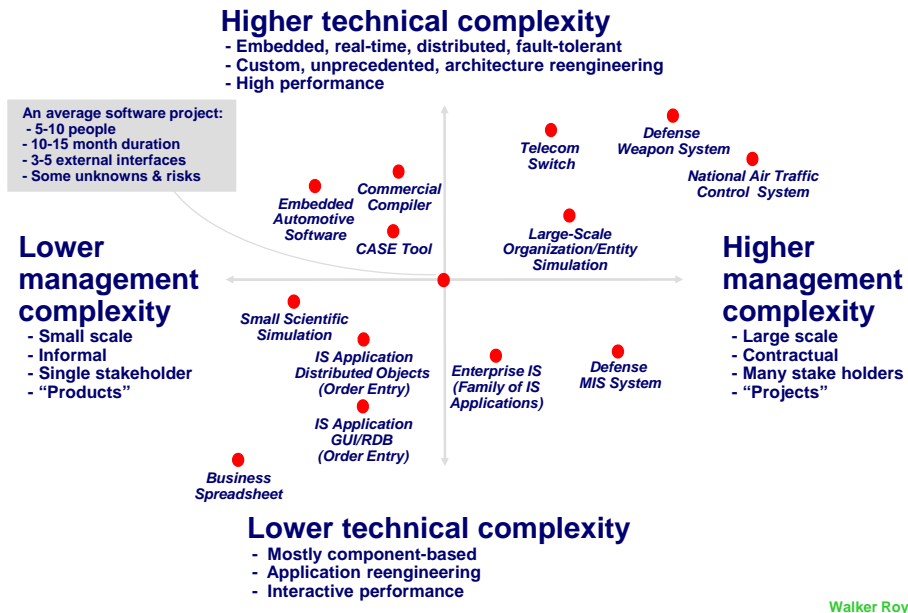 Higher technical complexity
- Embedded, real-time, distributed, fault-tolerant
- Custom, unprecedented, architecture reengineering
- High performance
An average software project:
- 5-10 people
- 10-15 month duration
- 3-5 external interfaces
- Some unknowns & risks
Embedded
Automotive
Software
Commercial
Compiler
CASE Tool
Telecom
Switch
Defense
Weapon System
National Air Traffic
Control System
Large-Scale
Organization/Entity
Simulation
Lower
management
complexity
- Small scale
- Informal
- Single stakeholder
- “Products”
Higher
management
complexity
- Large scale
- Contractual
- Many stake holders
- “Projects”
Small Scientific
Simulation
IS Application
Distributed Objects
(Order Entry)
Enterprise IS
(Family of IS
Applications)
Defense
MIS System
IS Application
GUI/RDB
(Order Entry)
Business
Spreadsheet
Lower technical complexity
- Mostly component-based
- Application reengineering
- Interactive performance
Walker Roy